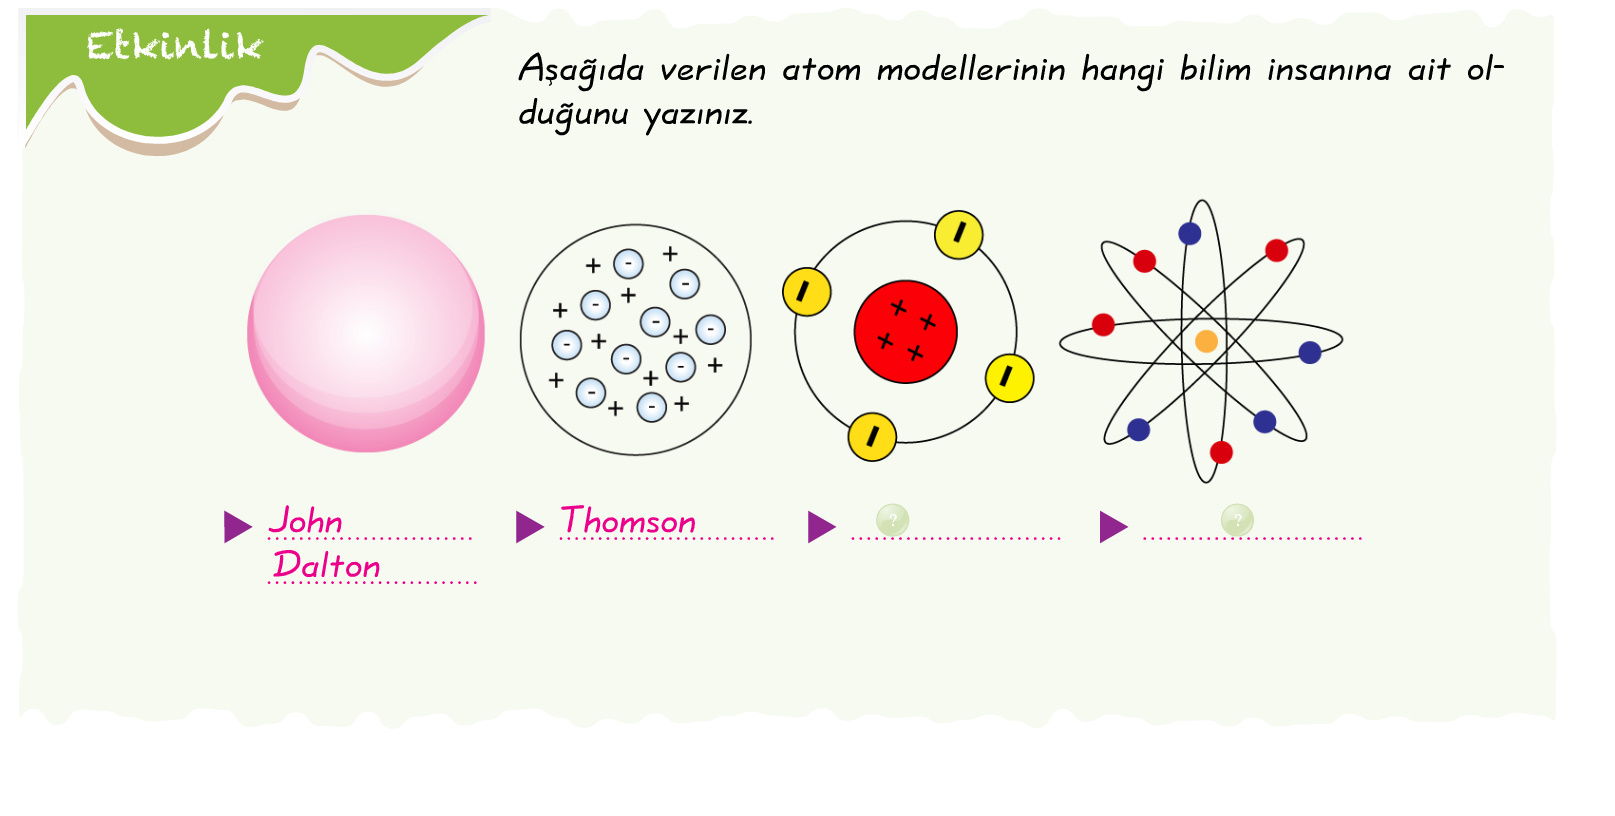 Etkinlik
Aşağıda verilen atom modellerinin hangi bilim insanına ait ol-
duğunu yazınız.
+ - + - + - + - + - - + - + - + - + + - - + +
- - + + + + - -
John
Dalton
Thomson
?
?